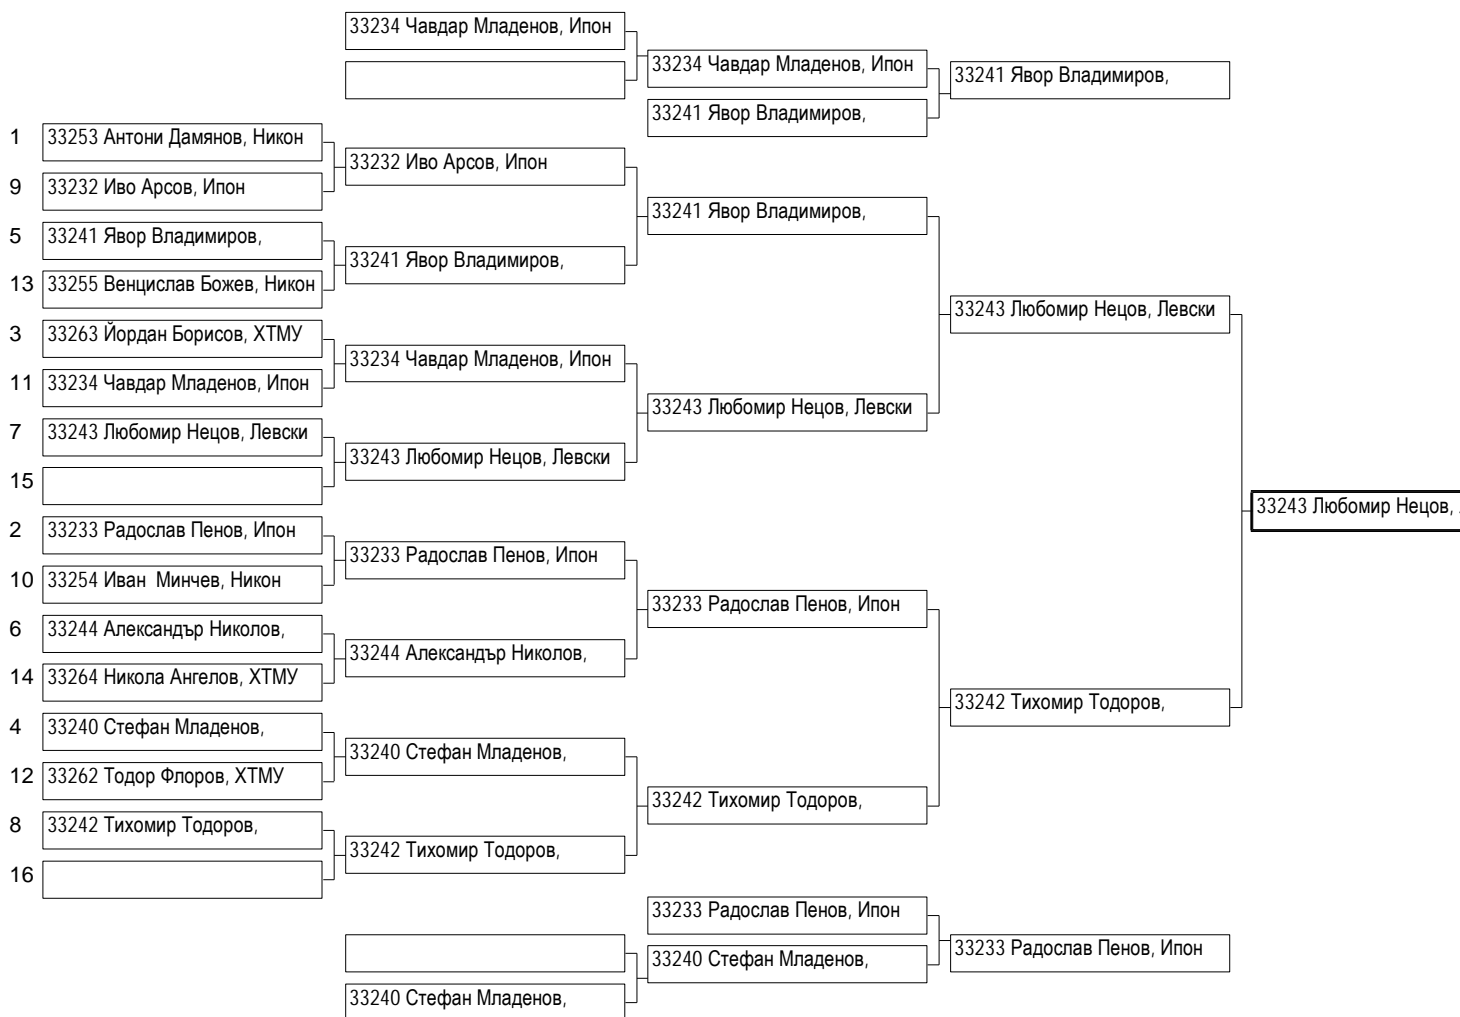 33234 Чавдар Младенов, Ипон
33234 Чавдар Младенов, Ипон
33241 Явор Владимиров,
33241 Явор Владимиров,
1 33253 Антони Дамянов, Никон
33232 Иво Арсов, Ипон
9 33232 Иво Арсов, Ипон
33241 Явор Владимиров,
5 33241 Явор Владимиров,
33241 Явор Владимиров,
13 33255 Венцислав Божев, Никон
33243 Любомир Нецов, Левски
3 33263 Йордан Борисов, ХТМУ
33234 Чавдар Младенов, Ипон
11 33234 Чавдар Младенов, Ипон
33243 Любомир Нецов, Левски
7 33243 Любомир Нецов, Левски
33243 Любомир Нецов, Левски
15
33243 Любомир Нецов,
2 33233 Радослав Пенов, Ипон
33233 Радослав Пенов, Ипон
10 33254 Иван Минчев, Никон
33233 Радослав Пенов, Ипон
6 33244 Александър Николов,
33244 Александър Николов,
14 33264 Никола Ангелов, ХТМУ
33242 Тихомир Тодоров,
4 33240 Стефан Младенов,
33240 Стефан Младенов,
12 33262 Тодор Флоров, ХТМУ
33242 Тихомир Тодоров,
8 33242 Тихомир Тодоров,
33242 Тихомир Тодоров,
16
33233 Радослав Пенов, Ипон
33233 Радослав Пенов, Ипон
33240 Стефан Младенов,
33240 Стефан Младенов,